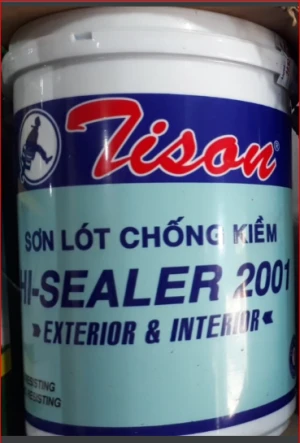 Tison®
SƠN LÓT CHỐNG KIỀM
HI-SEALER 2001
» EXTERIOR & INTERIOR «